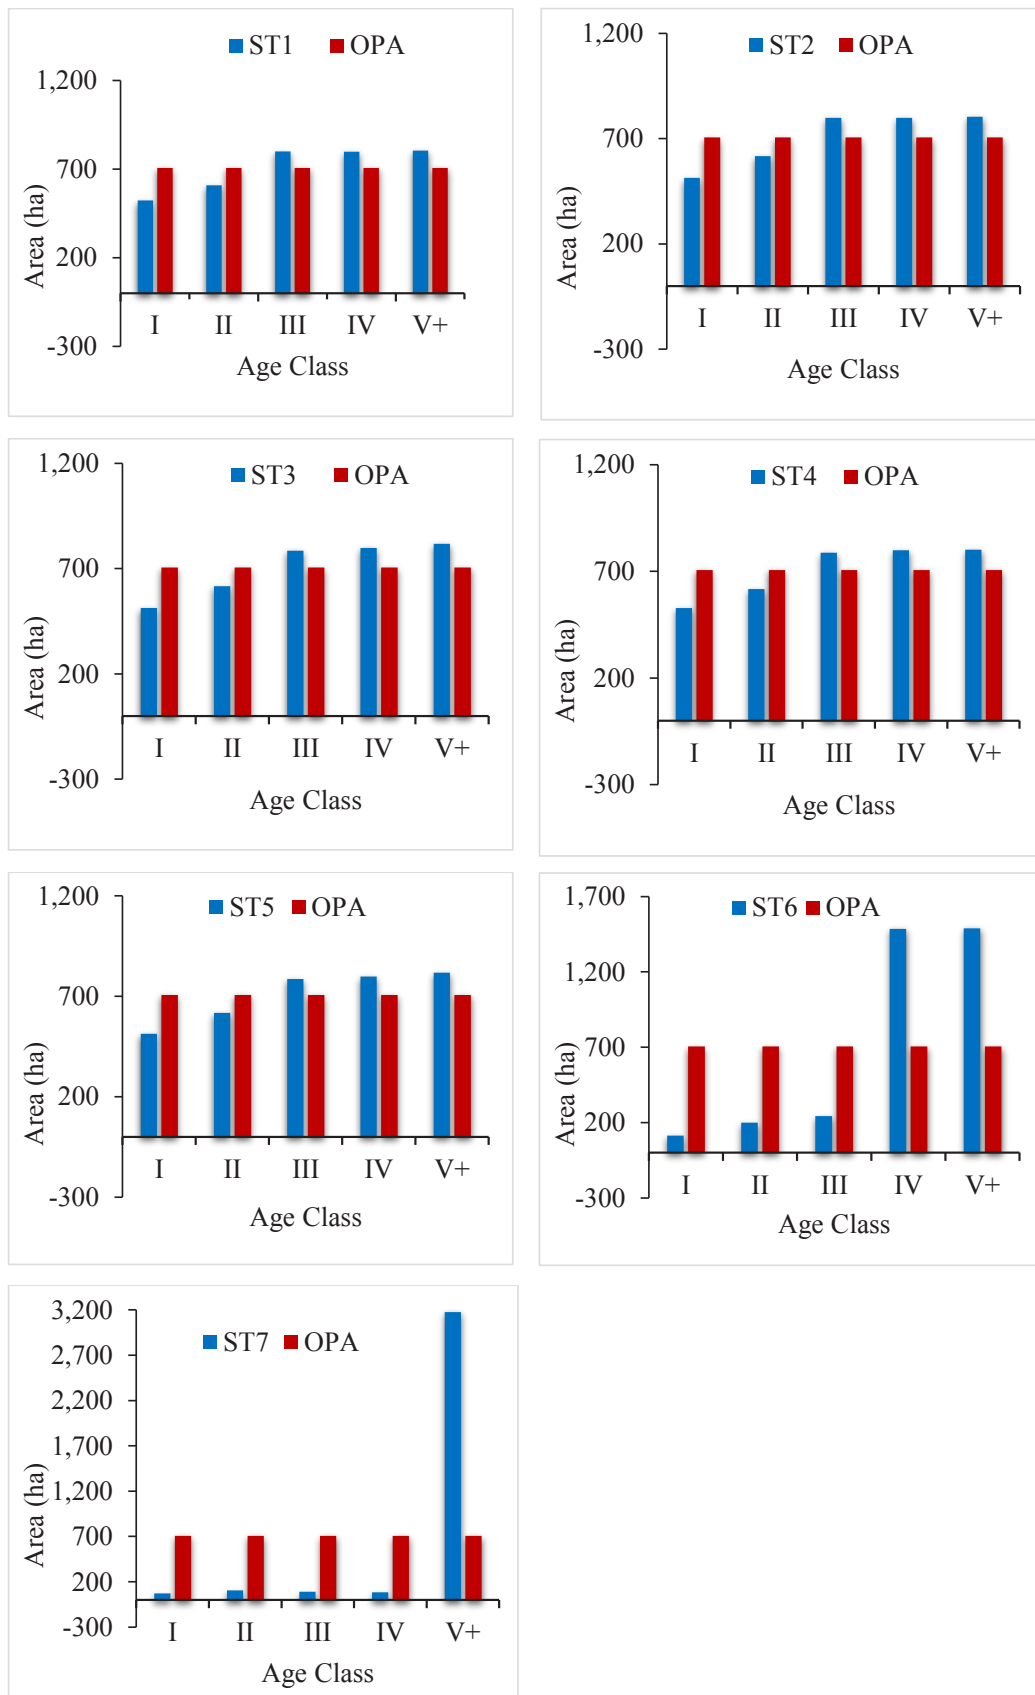 ST1 OPA
1,200
700
200
-300
Area (ha)
I II III IV V+
Age Class
ST2 OPA
1,200
700
200
-300
Area (ha)
I II III IV V+
Age Class
ST3 OPA
1,200
700
200
-300
Area (ha)
I II III IV V+
Age Class
ST4 OPA
1,200
700
200
-300
Area (ha)
I II III IV V+
Age Class
ST5 OPA
1,200
700
200
-300
Area (ha)
I II III IV V+
Age Class
ST6 OPA
1,700
1,200
700
200
-300
Area (ha)
I II III IV V+
Age Class
ST7 OPA
3,200
2,700
2,200
1,700
1,200
700
200
-300
Area (ha)
I II III IV V+
Age Class